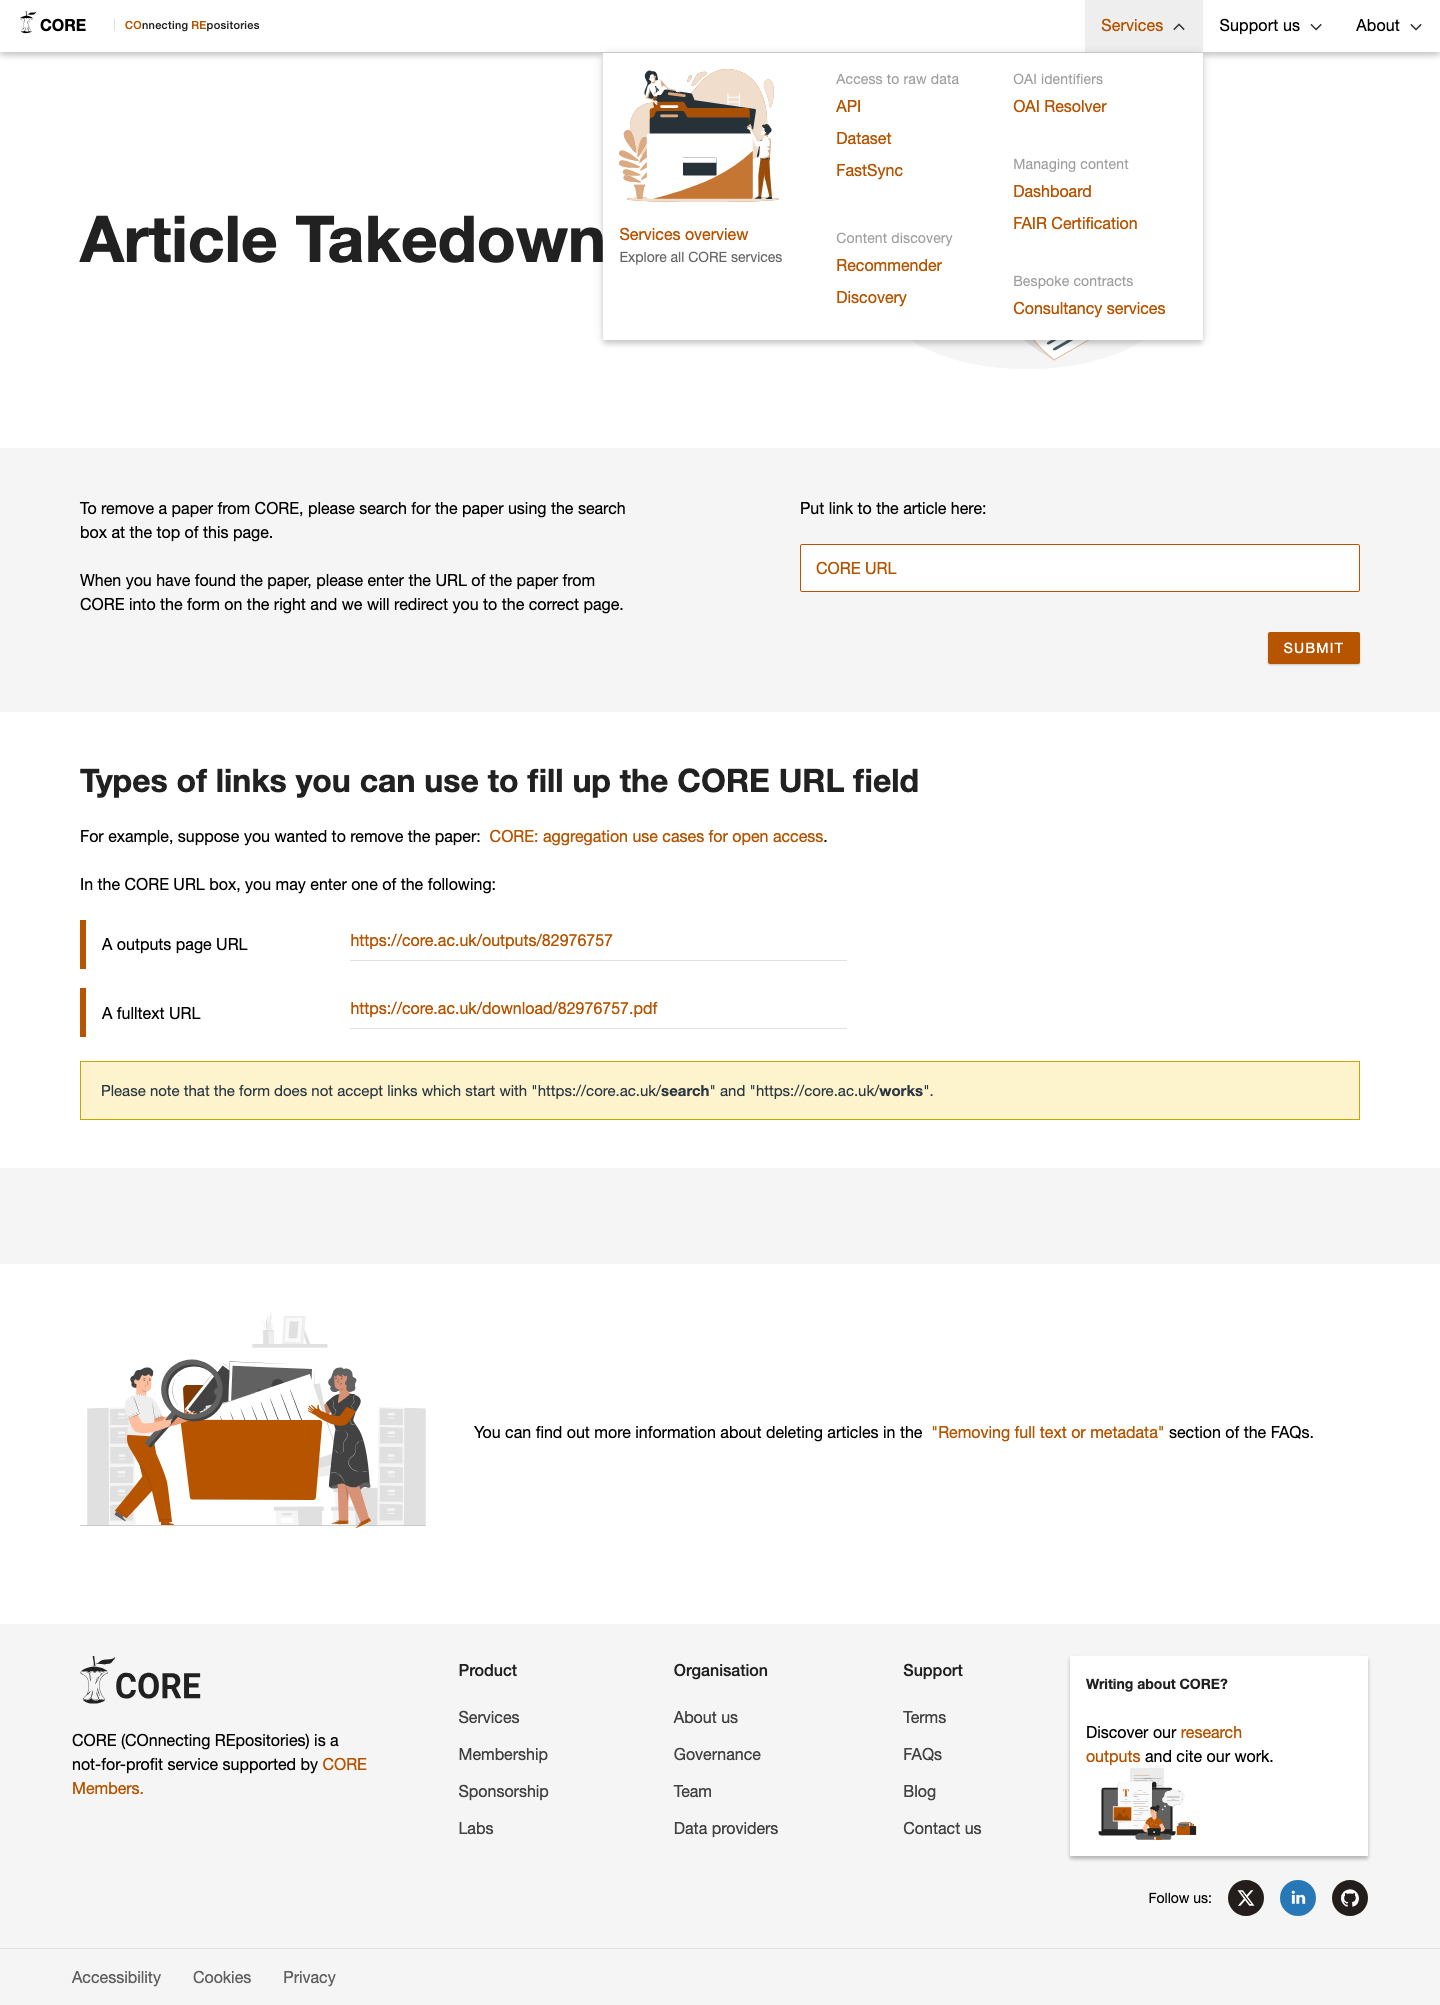 CORE
COnnecting REpositories
Services
Support us
About
Services overview
Explore all CORE services
Access to raw data
API
Dataset
FastSync
Content discovery
Recommender
Discovery
OAI identifiers
OAI Resolver
Managing content
Dashboard
FAIR Certification
Bespoke contracts
Consultancy services
Article Takedown
To remove a paper from CORE, please search for the paper using the search
box at the top of this page.
When you have found the paper, please enter the URL of the paper from
CORE into the form on the right and we will redirect you to the correct page.
Put link to the article here:
CORE URL
SUBMIT
Types of links you can use to fill up the CORE URL field
For example, suppose you wanted to remove the paper: CORE: aggregation use cases for open access.
In the CORE URL box, you may enter one of the following:
A outputs page URL
https://core.ac.uk/outputs/82976757
A fulltext URL
https://core.ac.uk/download/82976757.pdf
Please note that the form does not accept links which start with "https://core.ac.uk/search" and "https://core.ac.uk/works".
You can find out more information about deleting articles in the "Removing full text or metadata" section of the FAQs.
CORE
CORE (COnnecting REpositories) is a
not-for-profit service supported by CORE
Members.
Product
Services
Membership
Sponsorship
Labs
Organisation
About us
Governance
Team
Data providers
Support
Terms
FAQs
Blog
Contact us
Writing about CORE?
Discover our research
outputs and cite our work.
T
Follow us:
in
Accessibility
Cookies
Privacy